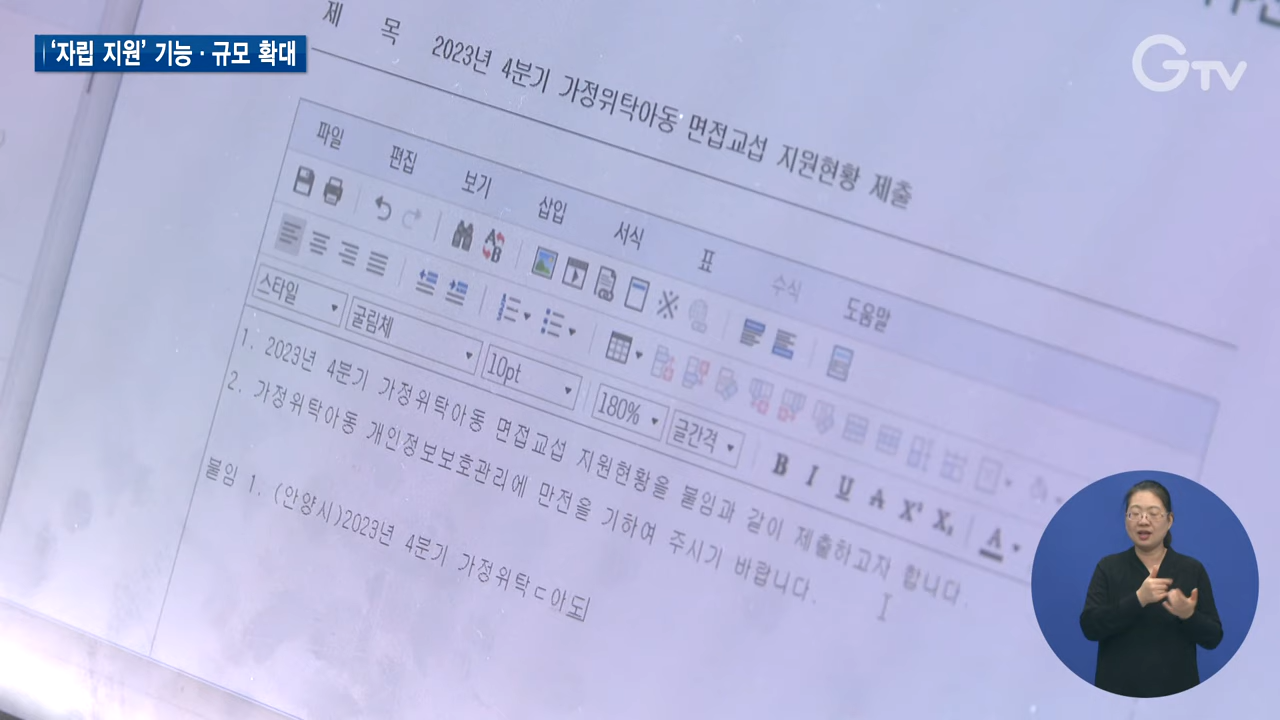 ‘자립 지원’ 기능·규모 확대
GTV
제 목 2023년 4분기 가정위탁아동 면접교섭 지원현황 제출
파일 편집 보기 삽입 서식 표 수식 도움말
스타일 굴림체 10pt 180% 글간격 B I U A X² X₂ A
1. 2023년 4분기 가정위탁아동 면접교섭 지원현황을 붙임과 같이 제출하고자 합니다.
2. 가정위탁아동 개인정보보호관리에 만전을 기하여 주시기 바랍니다.
붙임 1. (안양시)2023년 4분기 가정위탁ㄷ아도